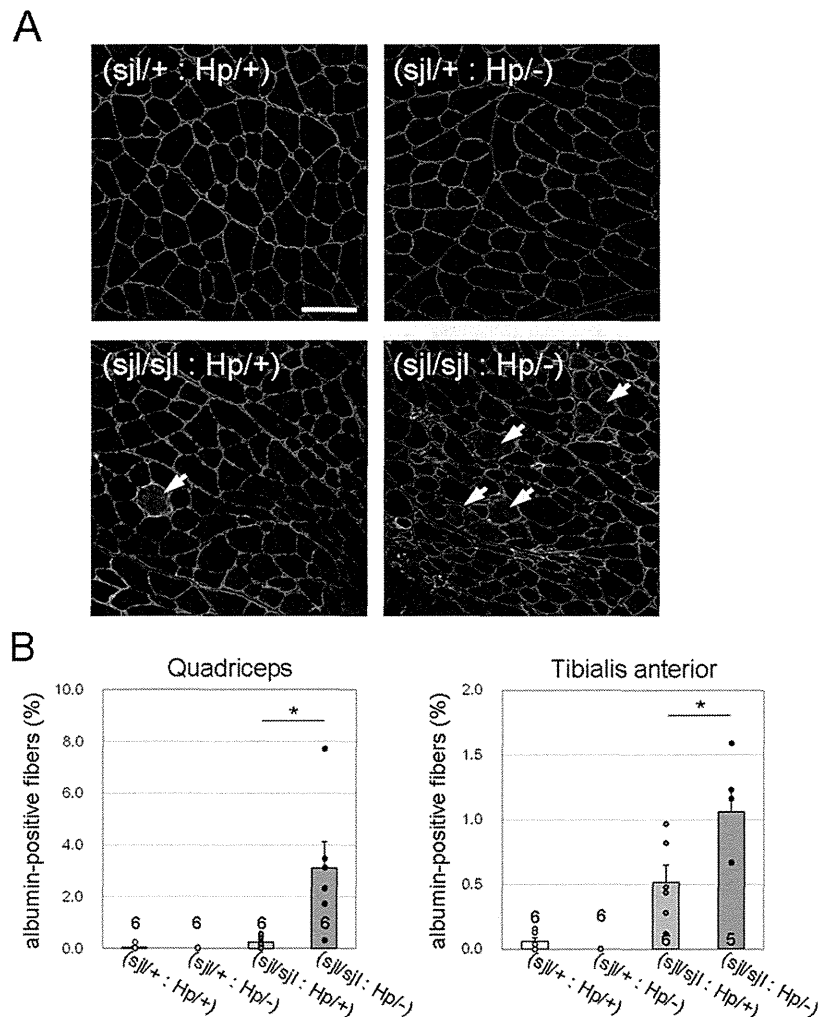 A
(sjl/+ : Hp/+)
(sjl/+ : Hp/-)
(sjl/sjl : Hp/+)
(sjl/sjl : Hp/-)
B
Quadriceps
albumin-positive fibers (%)
10.0
8.0
6.0
4.0
2.0
0.0
*
6
6
6
6
(sjl/+ : Hp/+)
(sjl/+ : Hp/-)
(sjl/sjl : Hp/+)
(sjl/sjl : Hp/-)
Tibialis anterior
albumin-positive fibers (%)
2.0
1.5
1.0
0.5
0.0
*
6
6
6
5
(sjl/+ : Hp/+)
(sjl/+ : Hp/-)
(sjl/sjl : Hp/+)
(sjl/sjl : Hp/-)